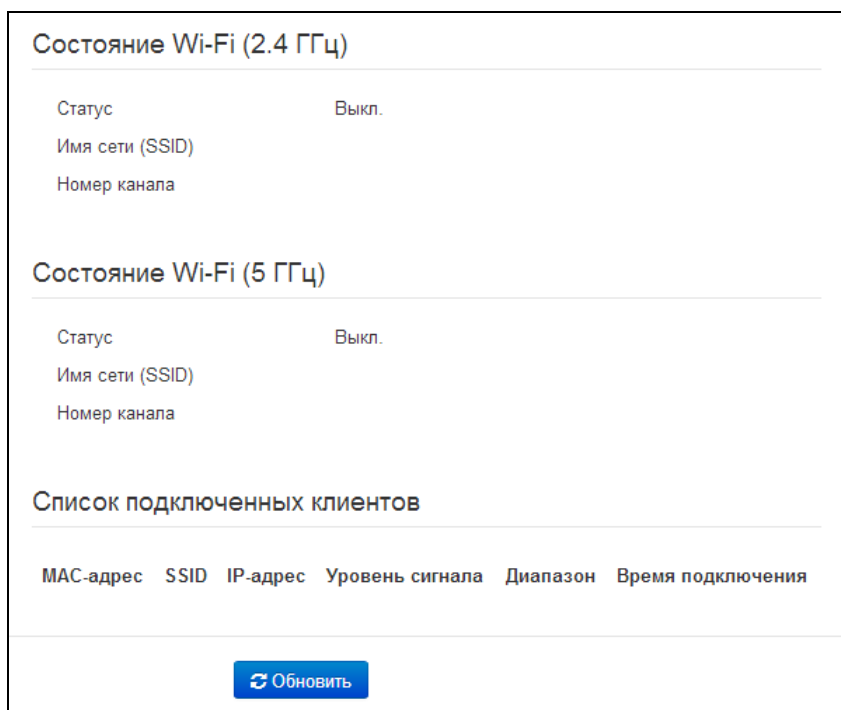 Состояние Wi-Fi (2.4 ГГц)
Статус Выкл.
Имя сети (SSID)
Номер канала
Состояние Wi-Fi (5 ГГц)
Статус Выкл.
Имя сети (SSID)
Номер канала
Список подключенных клиентов
MAC-адрес SSID IP-адрес Уровень сигнала Диапазон Время подключения
Обновить